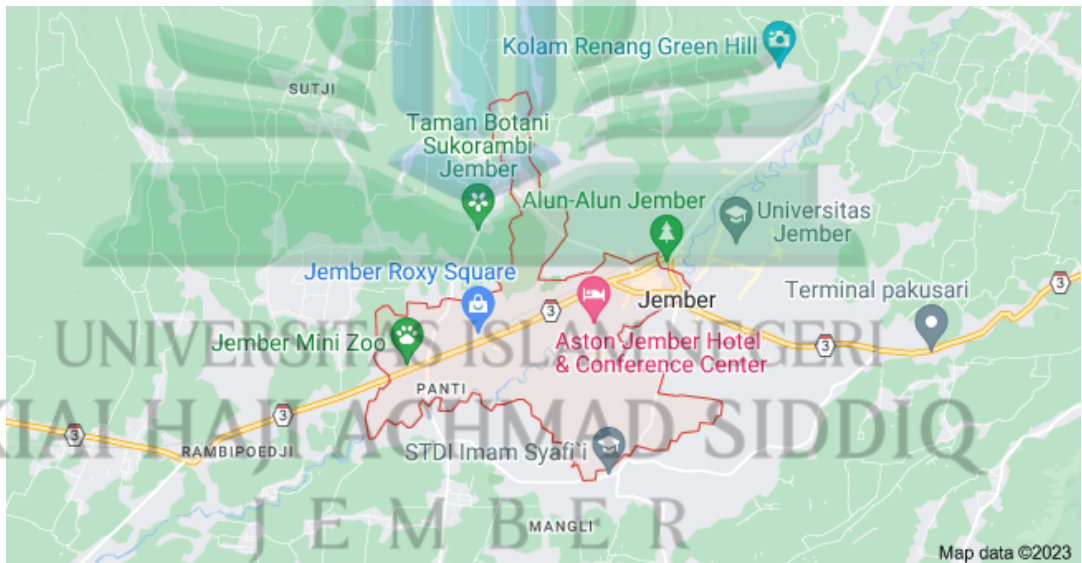 Kolam Renang Green Hill
SUTJI
Taman Botani
Sukorambi
Jember
Alun-Alun Jember
Universitas
Jember
Jember Roxy Square
3
Jember
Terminal pakusari
3
UNIVERSITAS ISLAM NEGERI
Jember Mini Zoo
Aston Jember Hotel
& Conference Center
3
PANTI
3
3
KIAI HAJI ACHMAD SIDDIQ
RAMBIPOEDJI
STDI Imam Syafi`i
JEMBER
MANGLI
Map data ©2023